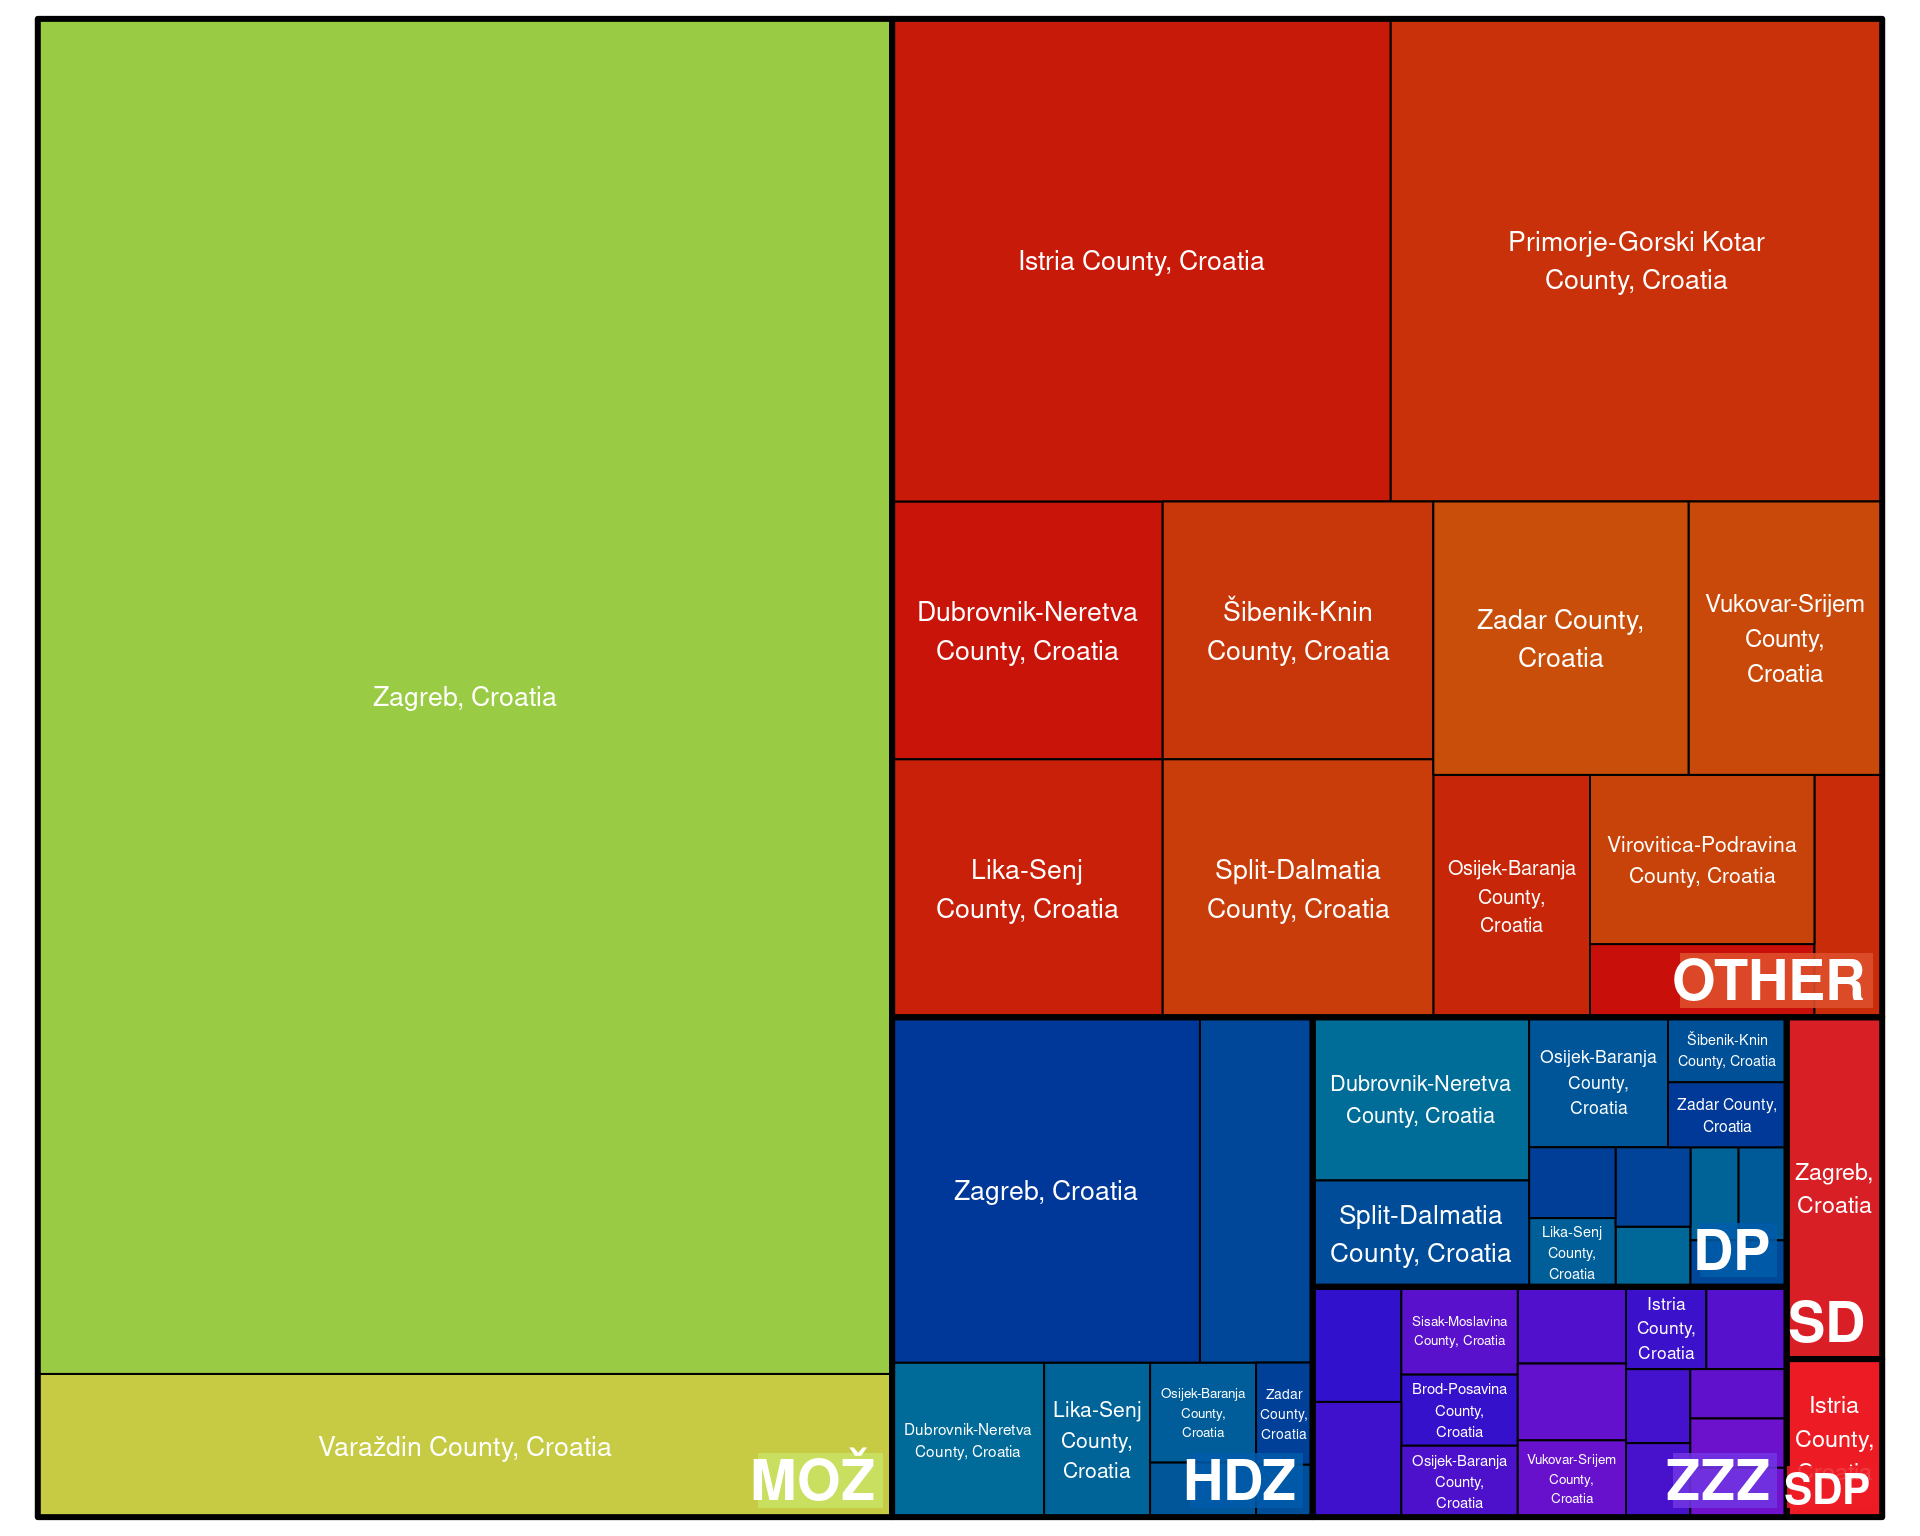 Zagreb, Croatia
Varaždin County, Croatia
MOŽ
Istria County, Croatia
Primorje-Gorski Kotar
County, Croatia
Dubrovnik-Neretva
County, Croatia
Šibenik-Knin
County, Croatia
Zadar County,
Croatia
Vukovar-Srijem
County,
Croatia
Lika-Senj
County, Croatia
Split-Dalmatia
County, Croatia
Osijek-Baranja
County,
Croatia
Virovitica-Podravina
County, Croatia
OTHER
Zagreb, Croatia
Dubrovnik-Neretva
County, Croatia
Lika-Senj
County,
Croatia
Osijek-Baranja
County,
Croatia
Zadar
County,
Croatia
HDZ
Dubrovnik-Neretva
County, Croatia
Split-Dalmatia
County, Croatia
Osijek-Baranja
County,
Croatia
Šibenik-Knin
County, Croatia
Zadar County,
Croatia
Lika-Senj
County,
Croatia
DP
Sisak-Moslavina
County, Croatia
Brod-Posavina
County,
Croatia
Osijek-Baranja
County,
Croatia
Istria
County,
Croatia
Vukovar-Srijem
County,
Croatia
ZZZ
Zagreb,
Croatia
SD
Istria
County,
Croatia
SDP